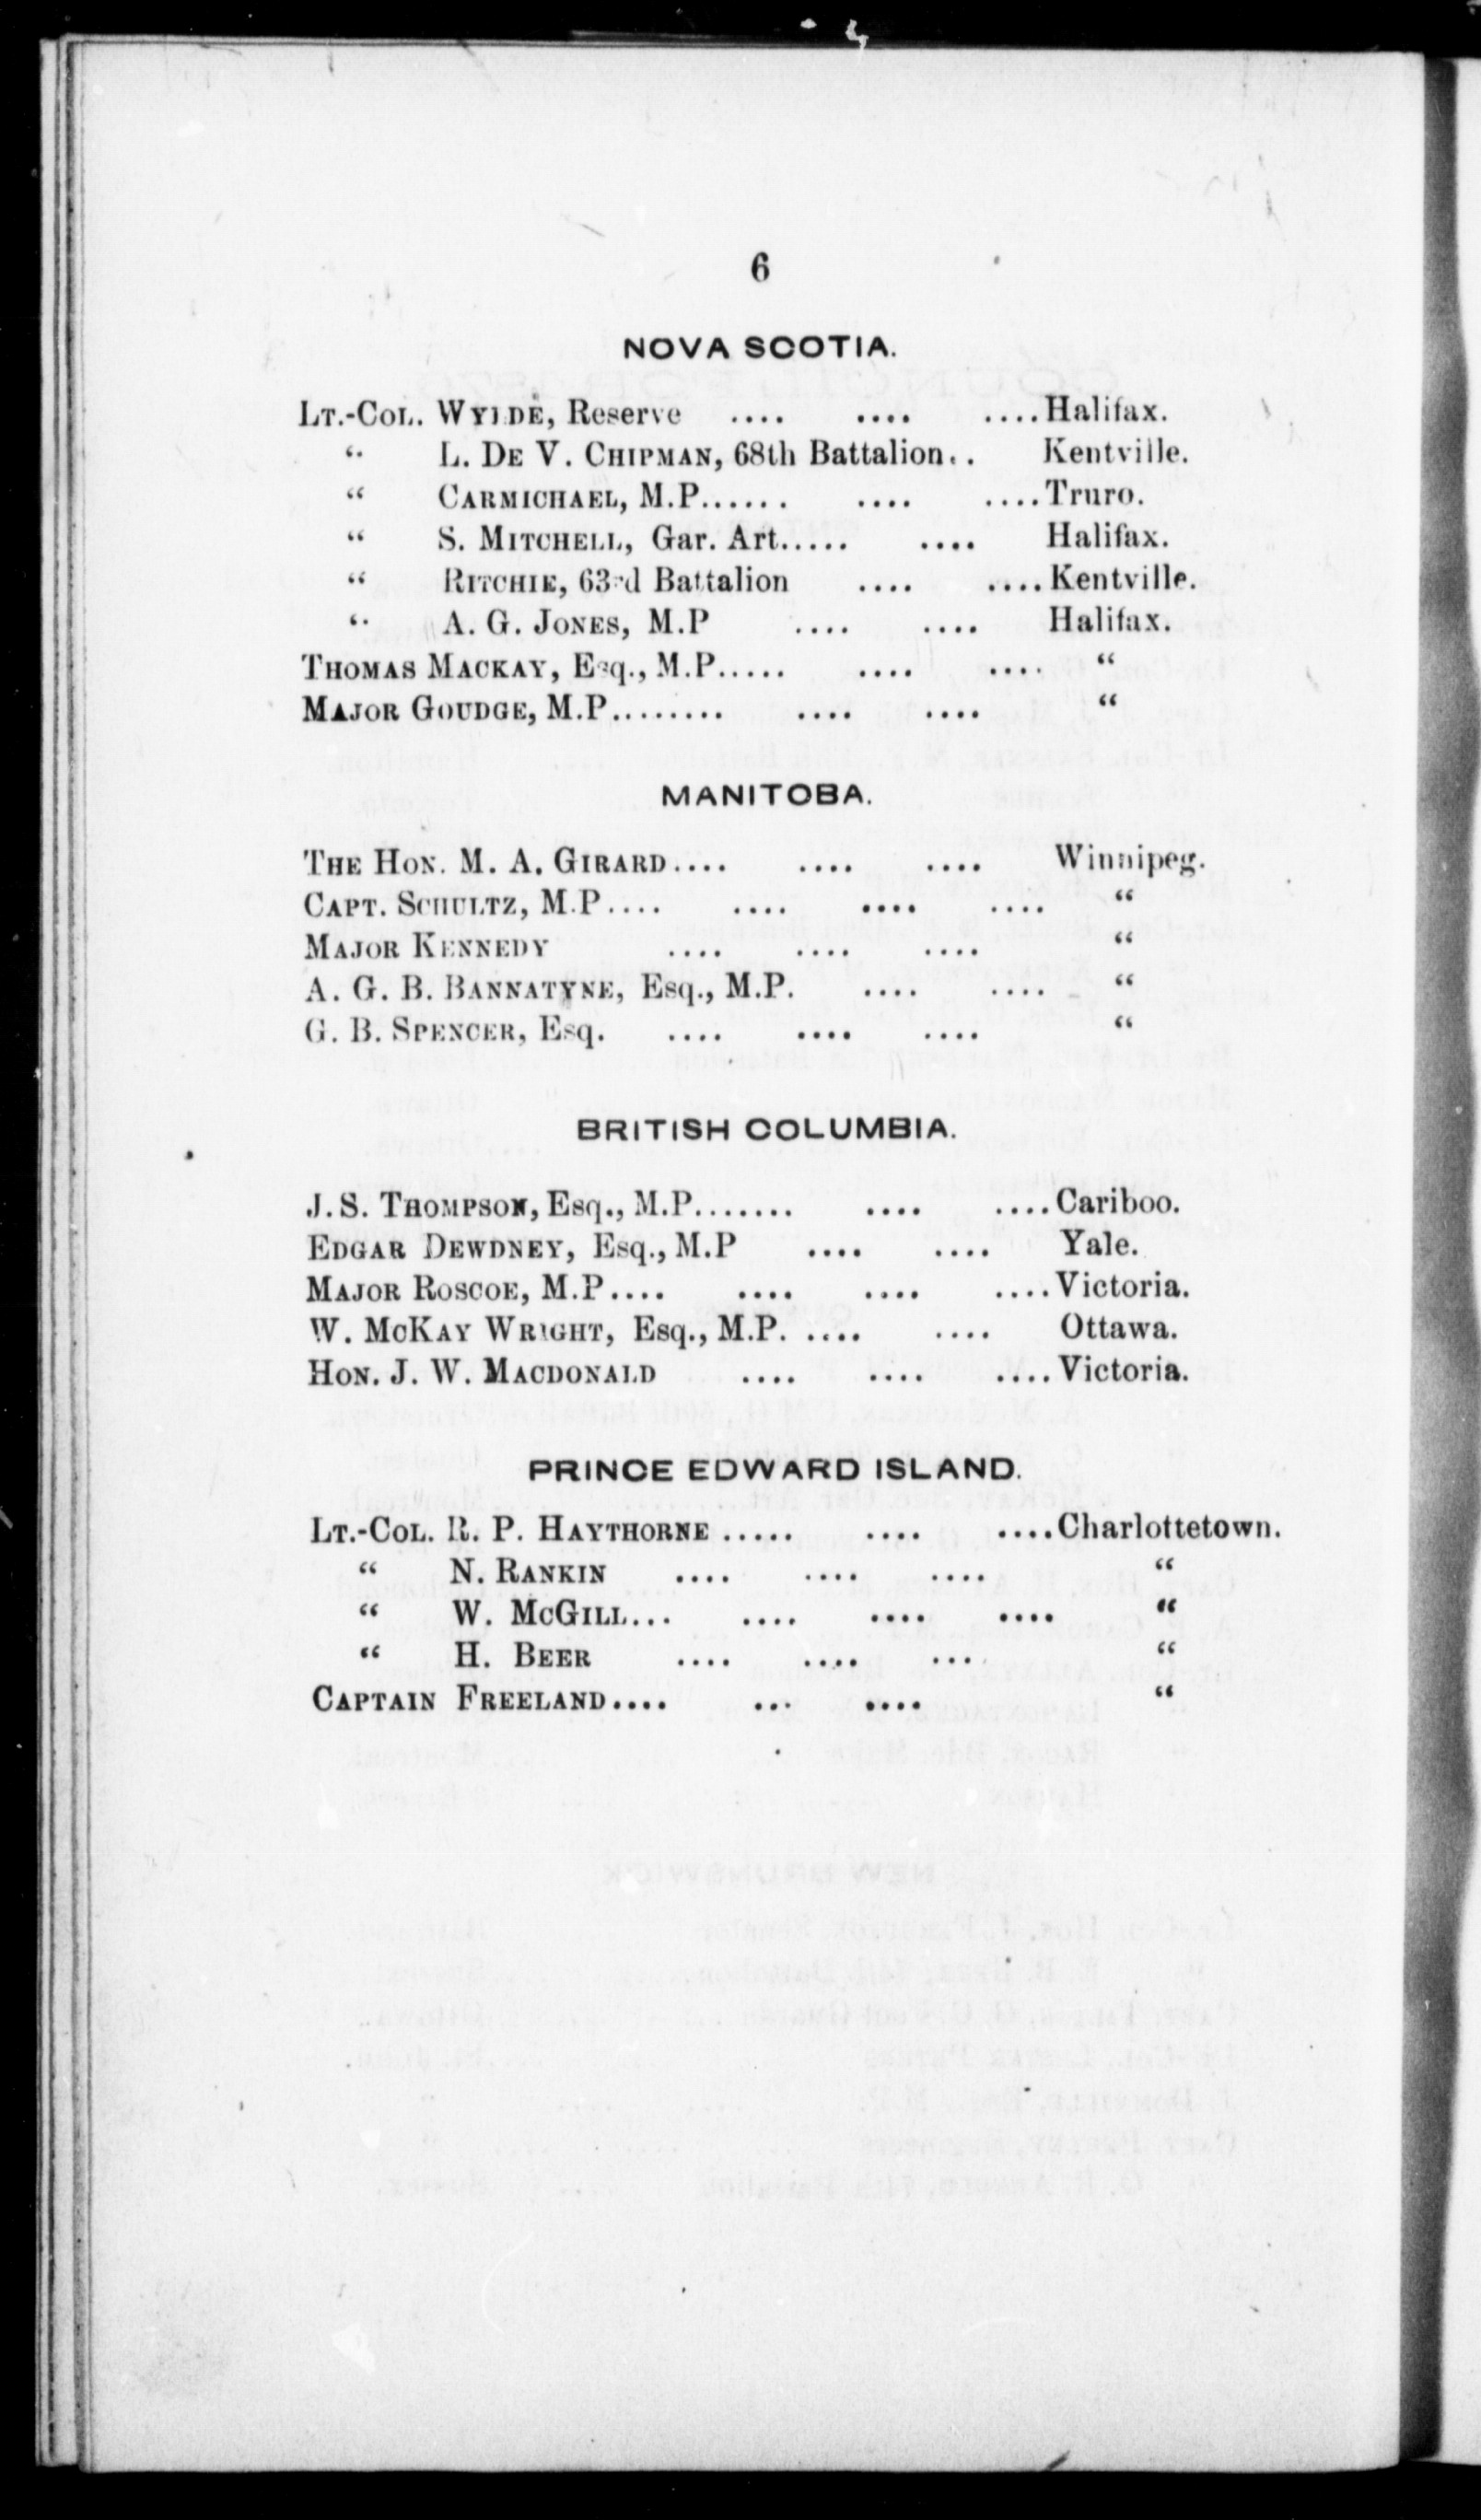 6
NOVA SCOTIA.
LT.-COL. WYLDE, Reserve .... .... ....Halifax.
“ L. DE V. CHIPMAN, 68th Battalion.. Kentville.
“ CARMICHAEL, M.P...... .... ....Truro.
“ S. MITCHELL, Gar. Art..... .... Halifax.
“ RITCHIE, 63rd Battalion .... ....Kentville.
“ A. G. JONES, M.P .... .... Halifax.
THOMAS MACKAY, Esq., M.P..... .... .... “
MAJOR GOUDGE, M.P........ .... .... “
MANITOBA.
THE HON. M. A. GIRARD.... .... .... Winnipeg.
CAPT. SCHULTZ, M.P.... .... .... .... “
MAJOR KENNEDY .... .... .... “
A. G. B. BANNATYNE, Esq., M.P. .... .... “
G. B. SPENCER, Esq. .... .... .... “
BRITISH COLUMBIA.
J. S. THOMPSON, Esq., M.P....... .... ....Cariboo.
EDGAR DEWDNEY, Esq., M.P .... .... Yale.
MAJOR ROSCOE, M.P.... .... .... ....Victoria.
W. MCKAY WRIGHT, Esq., M.P. .... .... Ottawa.
HON. J. W. MACDONALD .... .... ....Victoria.
PRINCE EDWARD ISLAND.
LT.-COL. R. P. HAYTHORNE ..... .... ....Charlottetown.
“ N. RANKIN .... .... .... “
“ W. MCGILL... .... .... .... “
“ H. BEER .... .... ... “
CAPTAIN FREELAND.... ... .... “